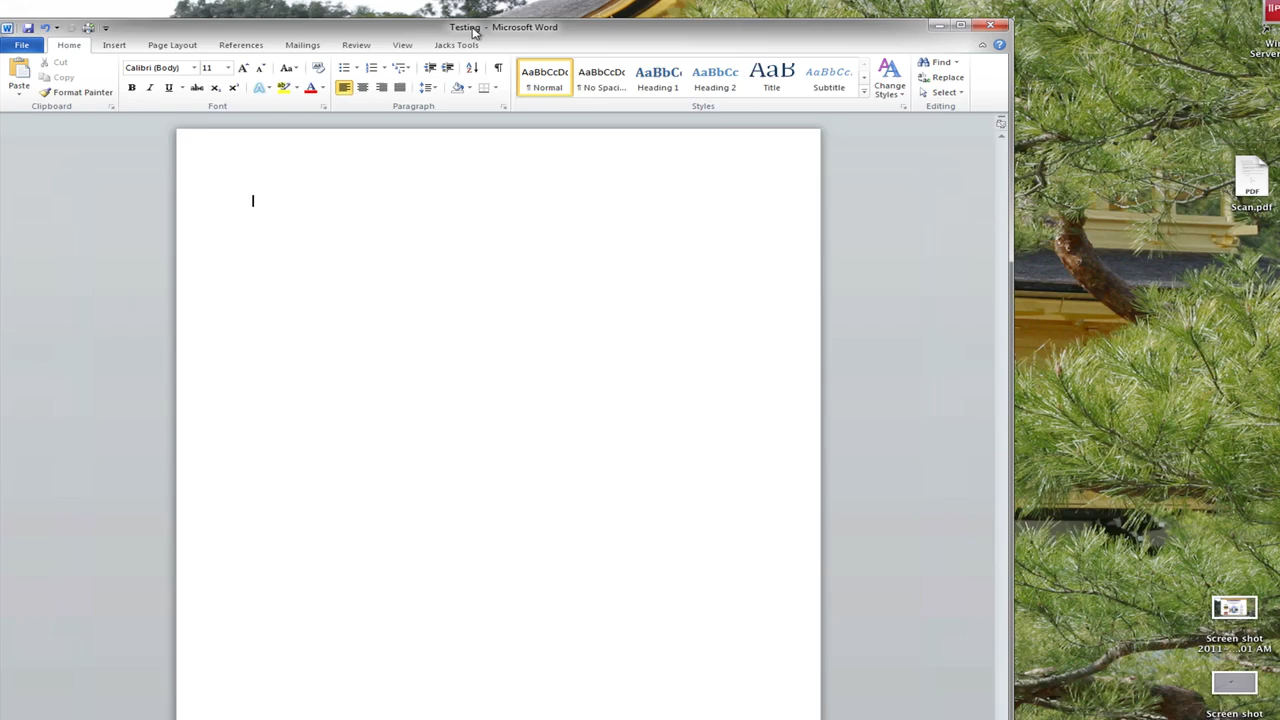 Testing - Microsoft Word
File Home Insert Page Layout References Mailings Review View Jacks Tools
Paste
Cut
Copy
Format Painter
Clipboard
Calibri (Body) 11
Font
Paragraph
AaBbCcDc AaBbCcDc AaBbC AaBbCc AaB AaBbCc.
¶ Normal ¶ No Spaci... Heading 1 Heading 2 Title Subtitle
Change
Styles
Styles
Find
Replace
Select
Editing
Server
PDF
Scan.pdf
Screen shot
2011- ...01 AM
Screen shot